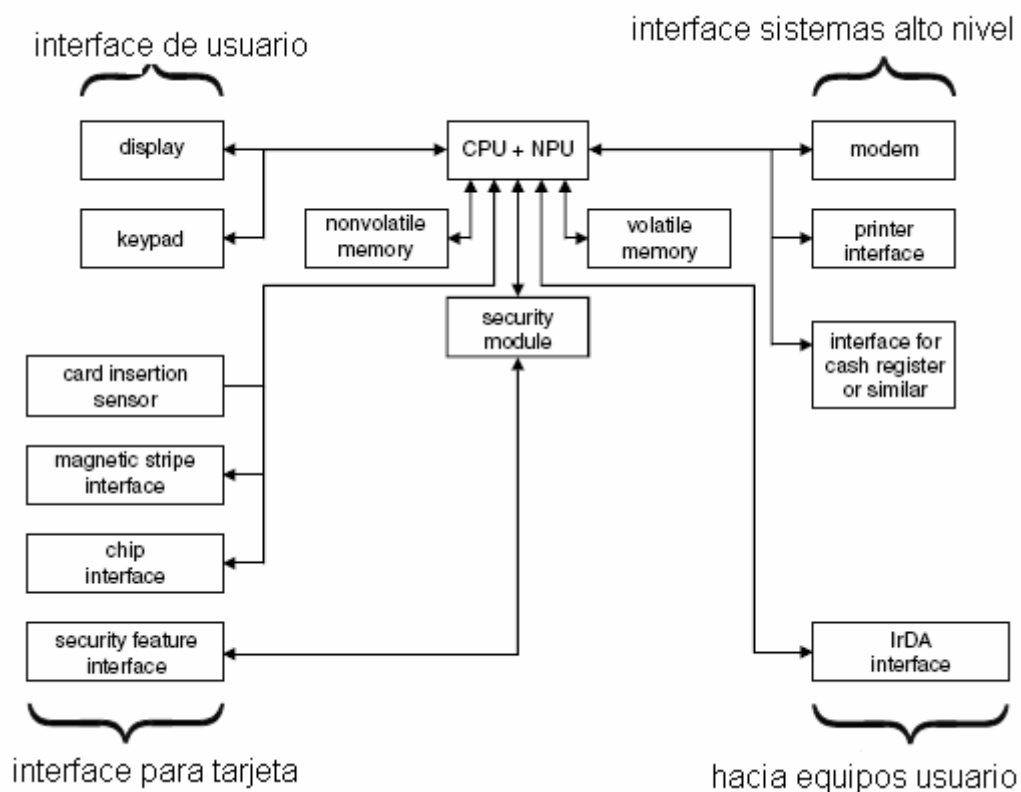 interface de usuario
interface sistemas alto nivel
display
CPU + NPU
modem
keypad
nonvolatile
memory
volatile
memory
printer
interface
security
module
interface for
cash register
or similar
card insertion
sensor
magnetic stripe
interface
chip
interface
security feature
interface
IrDA
interface
interface para tarjeta
hacia equipos usuario